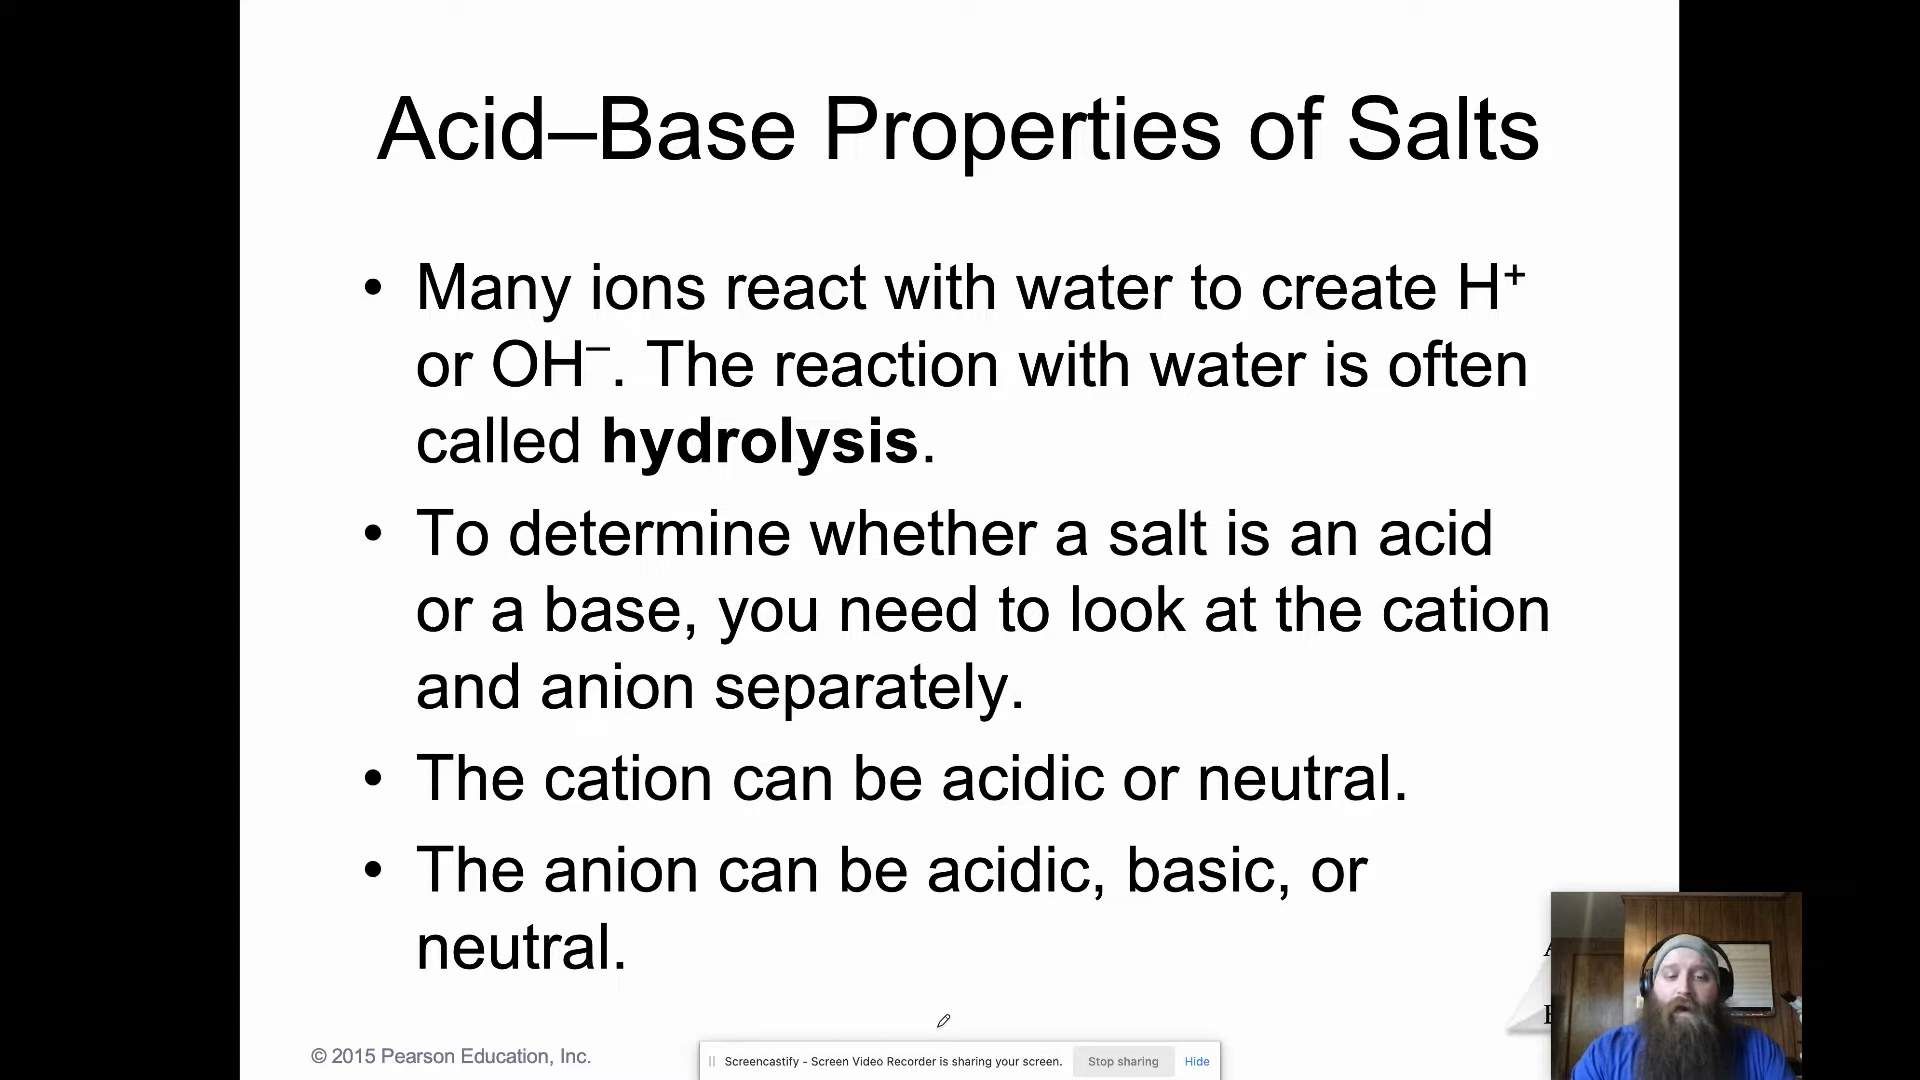 Acid–Base Properties of Salts
• Many ions react with water to create H⁺
or OH⁻. The reaction with water is often
called hydrolysis.
• To determine whether a salt is an acid
or a base, you need to look at the cation
and anion separately.
• The cation can be acidic or neutral.
• The anion can be acidic, basic, or
neutral.
© 2015 Pearson Education, Inc.
Screencastify - Screen Video Recorder is sharing your screen. Stop sharing Hide